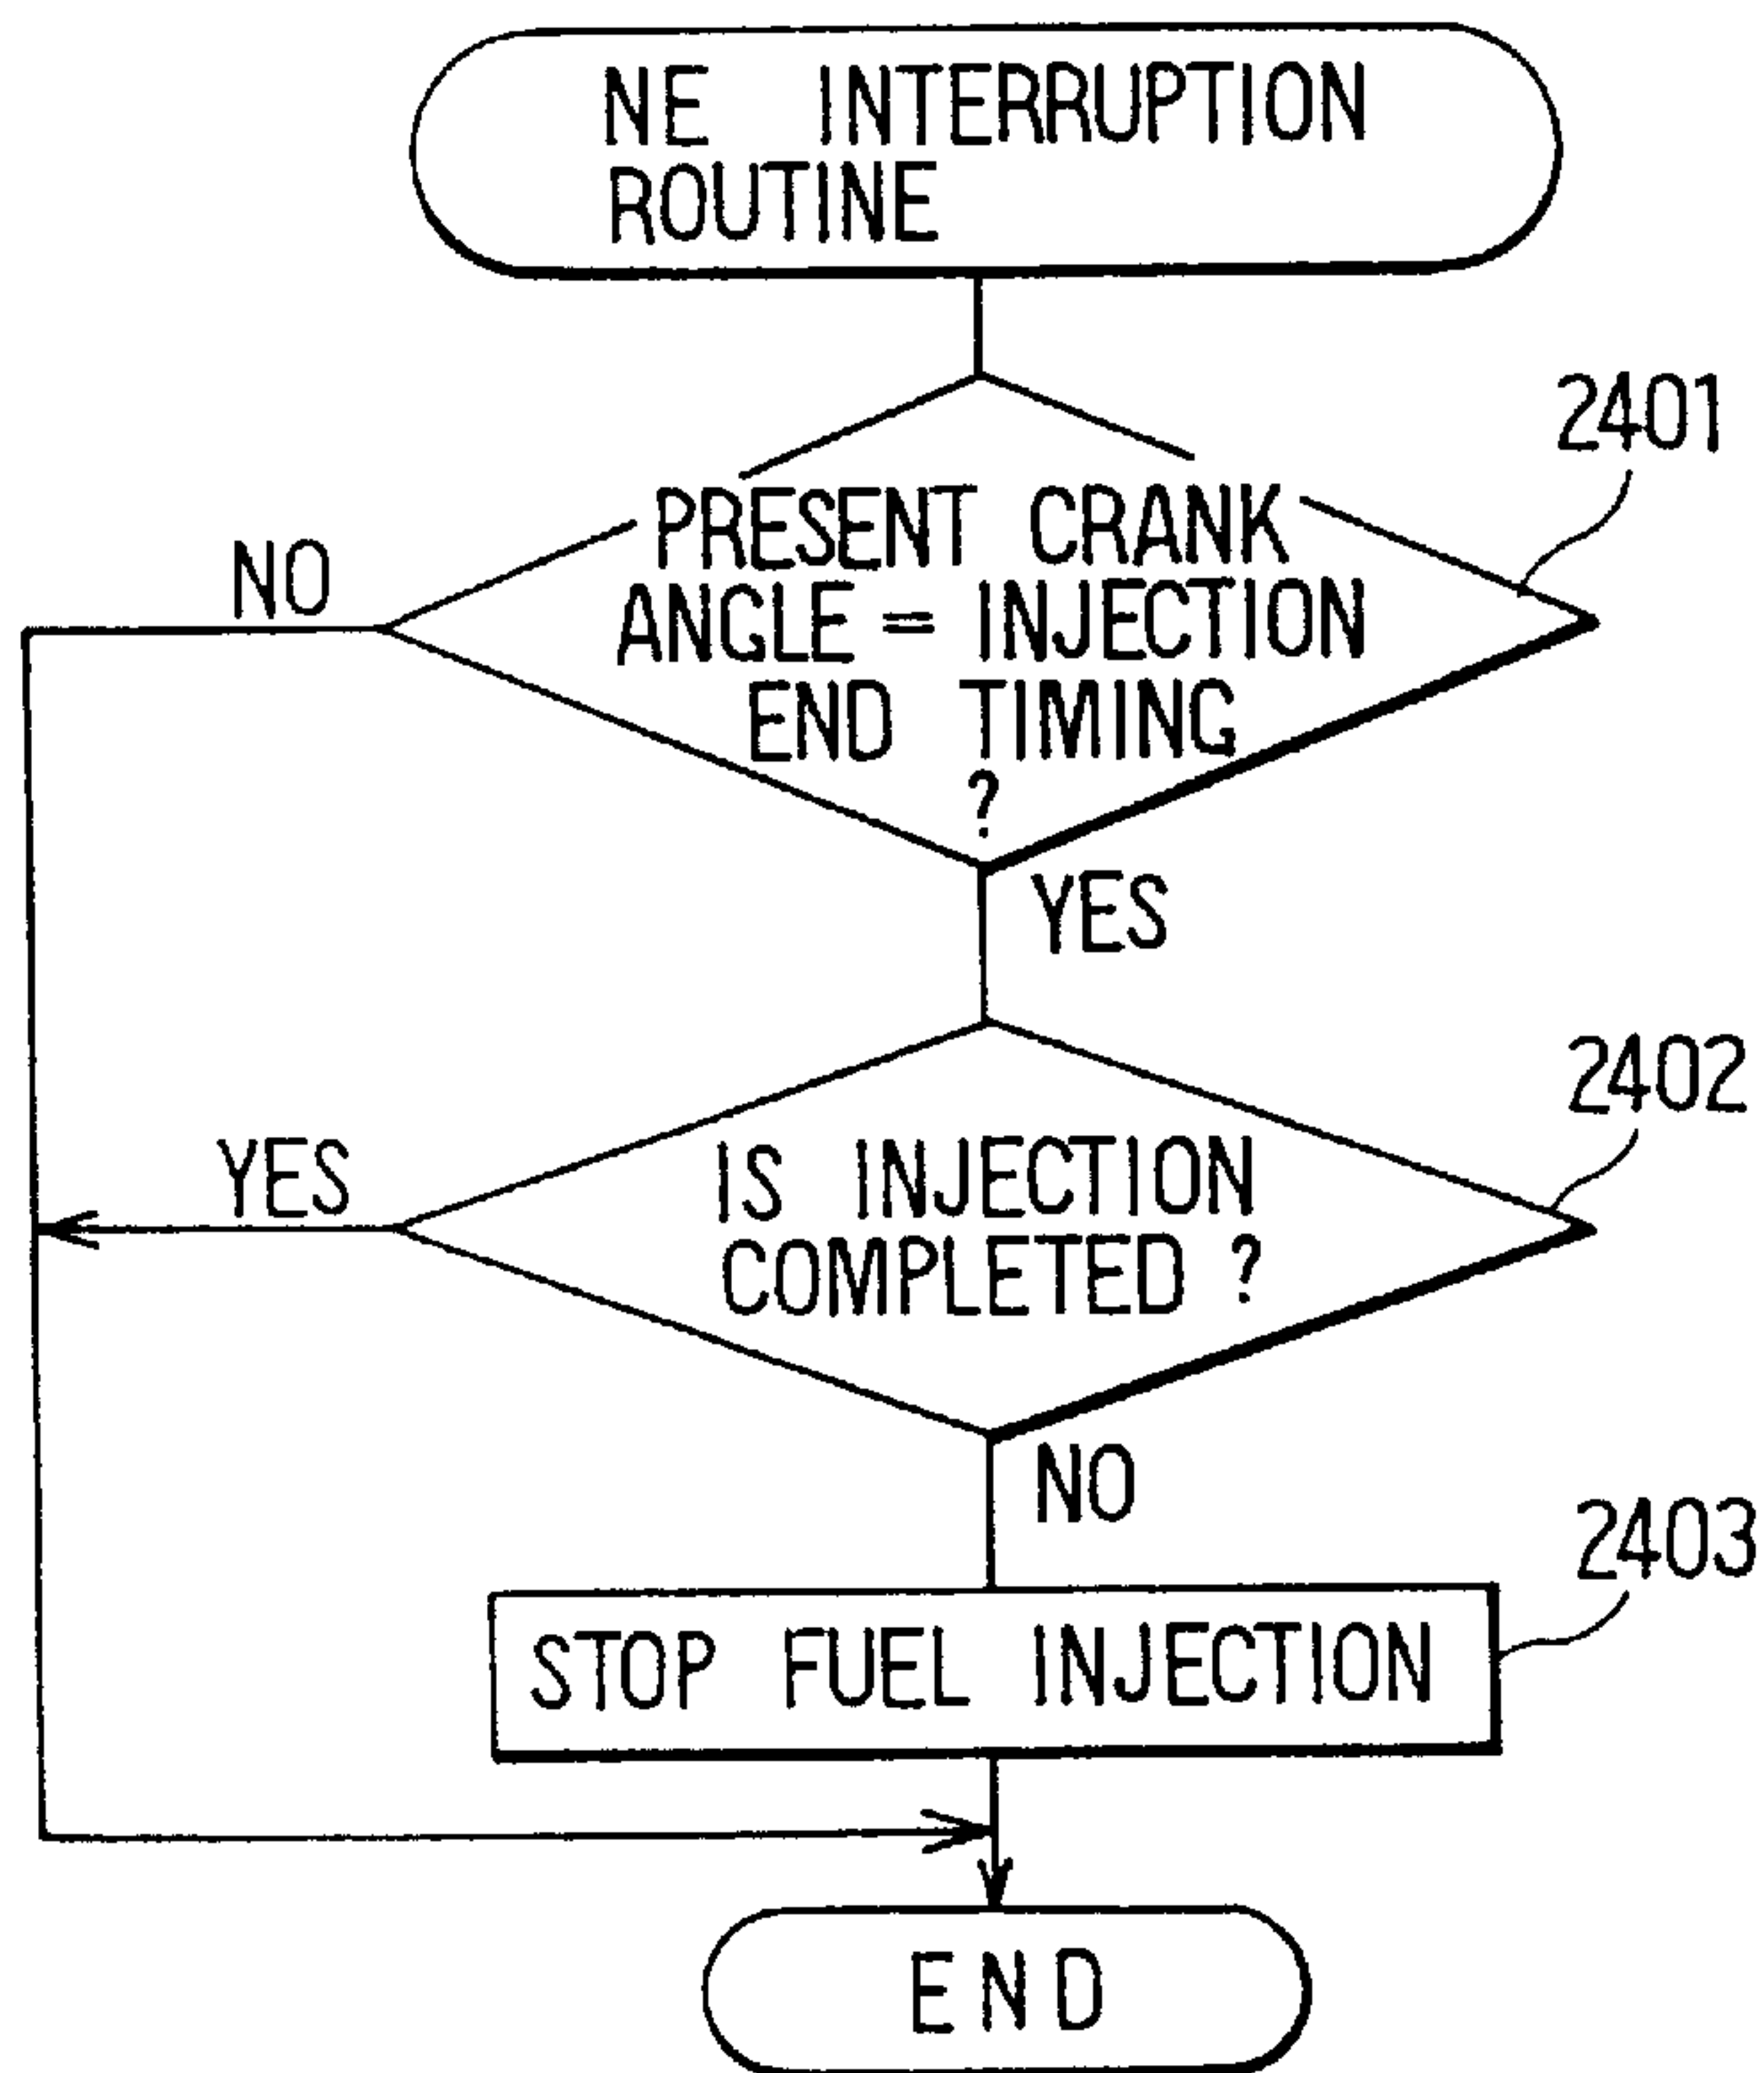 NE INTERRUPTION
ROUTINE
2401
PRESENT CRANK
ANGLE = INJECTION
END TIMING
?
NO
YES
2402
IS INJECTION
COMPLETED ?
YES
NO
2403
STOP FUEL INJECTION
END